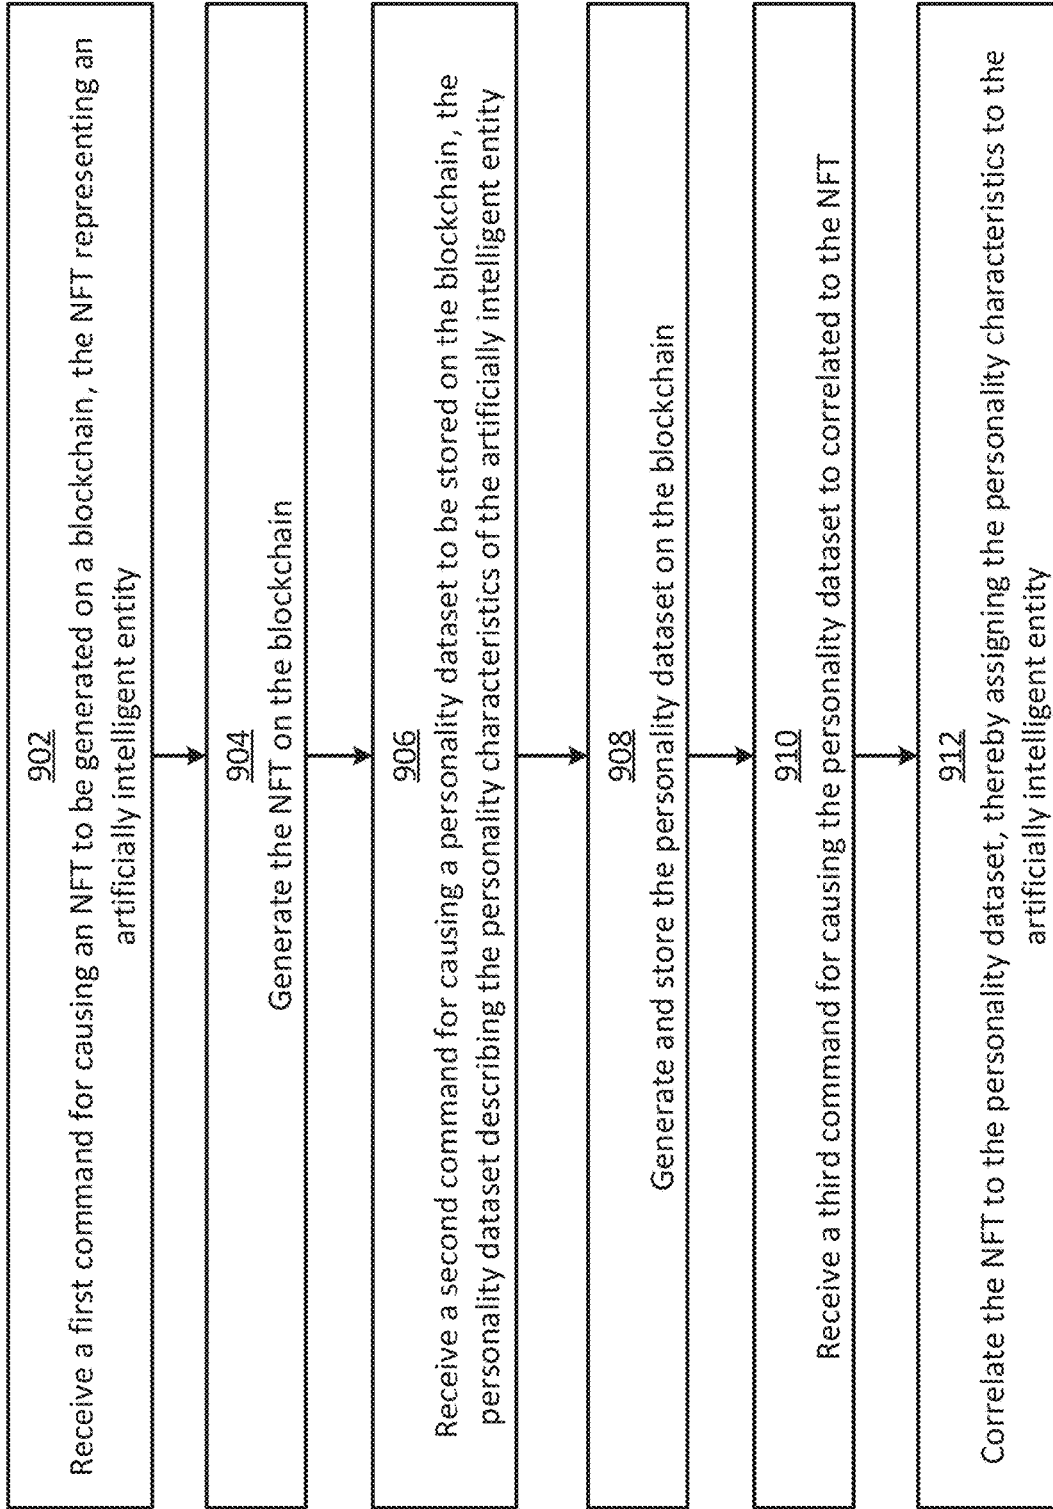 902
Receive a first command for causing an NFT to be generated on a blockchain, the NFT representing an
artificially intelligent entity
904
Generate the NFT on the blockchain
906
Receive a second command for causing a personality dataset to be stored on the blockchain, the
personality dataset describing the personality characteristics of the artificially intelligent entity
908
Generate and store the personality dataset on the blockchain
910
Receive a third command for causing the personality dataset to correlated to the NFT
912
Correlate the NFT to the personality dataset, thereby assigning the personality characteristics to the
artificially intelligent entity